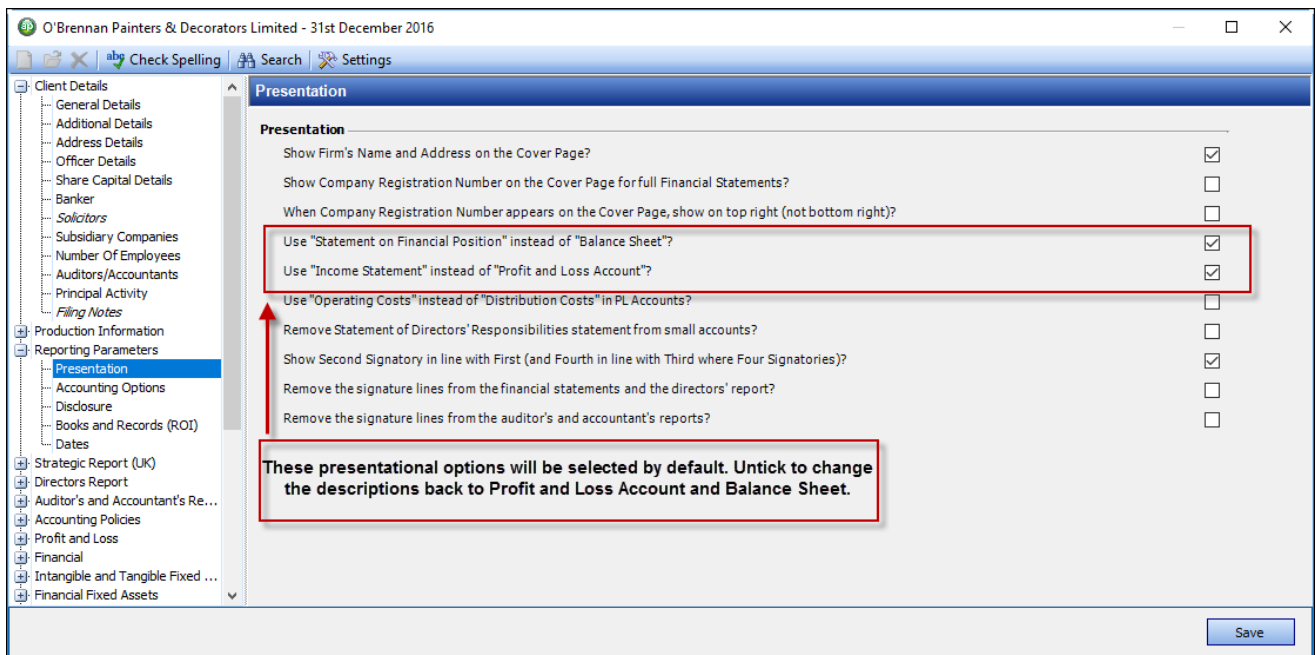 O'Brennan Painters & Decorators Limited - 31st December 2016
abc Check Spelling Search Settings
Client Details
General Details
Additional Details
Address Details
Officer Details
Share Capital Details
Banker
Solicitors
Subsidiary Companies
Number Of Employees
Auditors/Accountants
Principal Activity
Filing Notes
Production Information
Reporting Parameters
Presentation
Accounting Options
Disclosure
Books and Records (ROI)
Dates
Strategic Report (UK)
Directors Report
Auditor's and Accountant's Re...
Accounting Policies
Profit and Loss
Financial
Intangible and Tangible Fixed ...
Financial Fixed Assets
Presentation
Presentation
Show Firm's Name and Address on the Cover Page?
Show Company Registration Number on the Cover Page for full Financial Statements?
When Company Registration Number appears on the Cover Page, show on top right (not bottom right)?
Use "Statement on Financial Position" instead of "Balance Sheet"?
Use "Income Statement" instead of "Profit and Loss Account"?
Use "Operating Costs" instead of "Distribution Costs" in PL Accounts?
Remove Statement of Directors' Responsibilities statement from small accounts?
Show Second Signatory in line with First (and Fourth in line with Third where Four Signatories)?
Remove the signature lines from the financial statements and the directors' report?
Remove the signature lines from the auditor's and accountant's reports?
These presentational options will be selected by default. Untick to change
the descriptions back to Profit and Loss Account and Balance Sheet.
Save